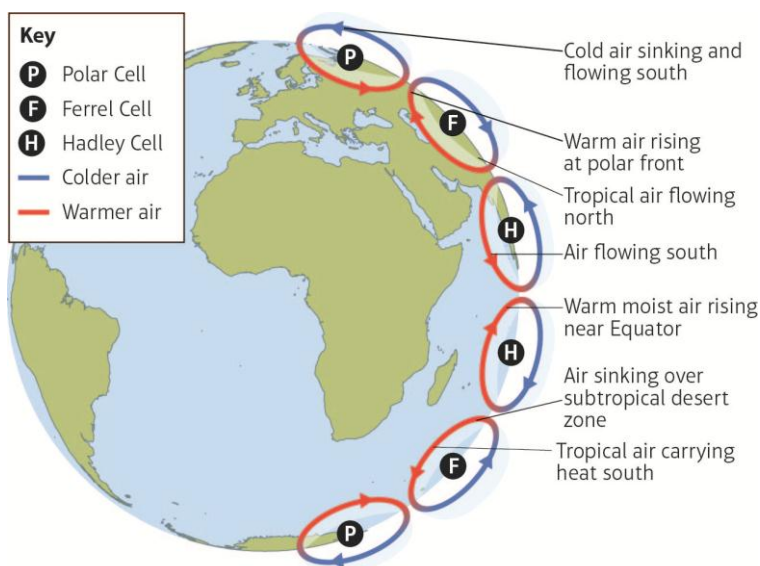 Key
P Polar Cell
F Ferrel Cell
H Hadley Cell
Colder air
Warmer air
P
Cold air sinking and
flowing south
F
Warm air rising
at polar front
Tropical air flowing
north
H
Air flowing south
Warm moist air rising
near Equator
H
Air sinking over
subtropical desert
zone
Tropical air carrying
heat south
F
P